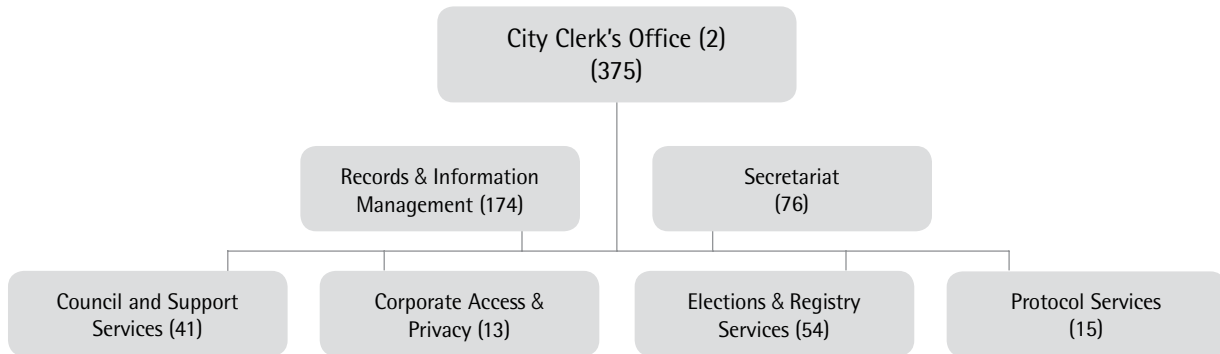 City Clerk's Office (2)
(375)
Records & Information
Management (174)
Secretariat
(76)
Council and Support
Services (41)
Corporate Access &
Privacy (13)
Elections & Registry
Services (54)
Protocol Services
(15)